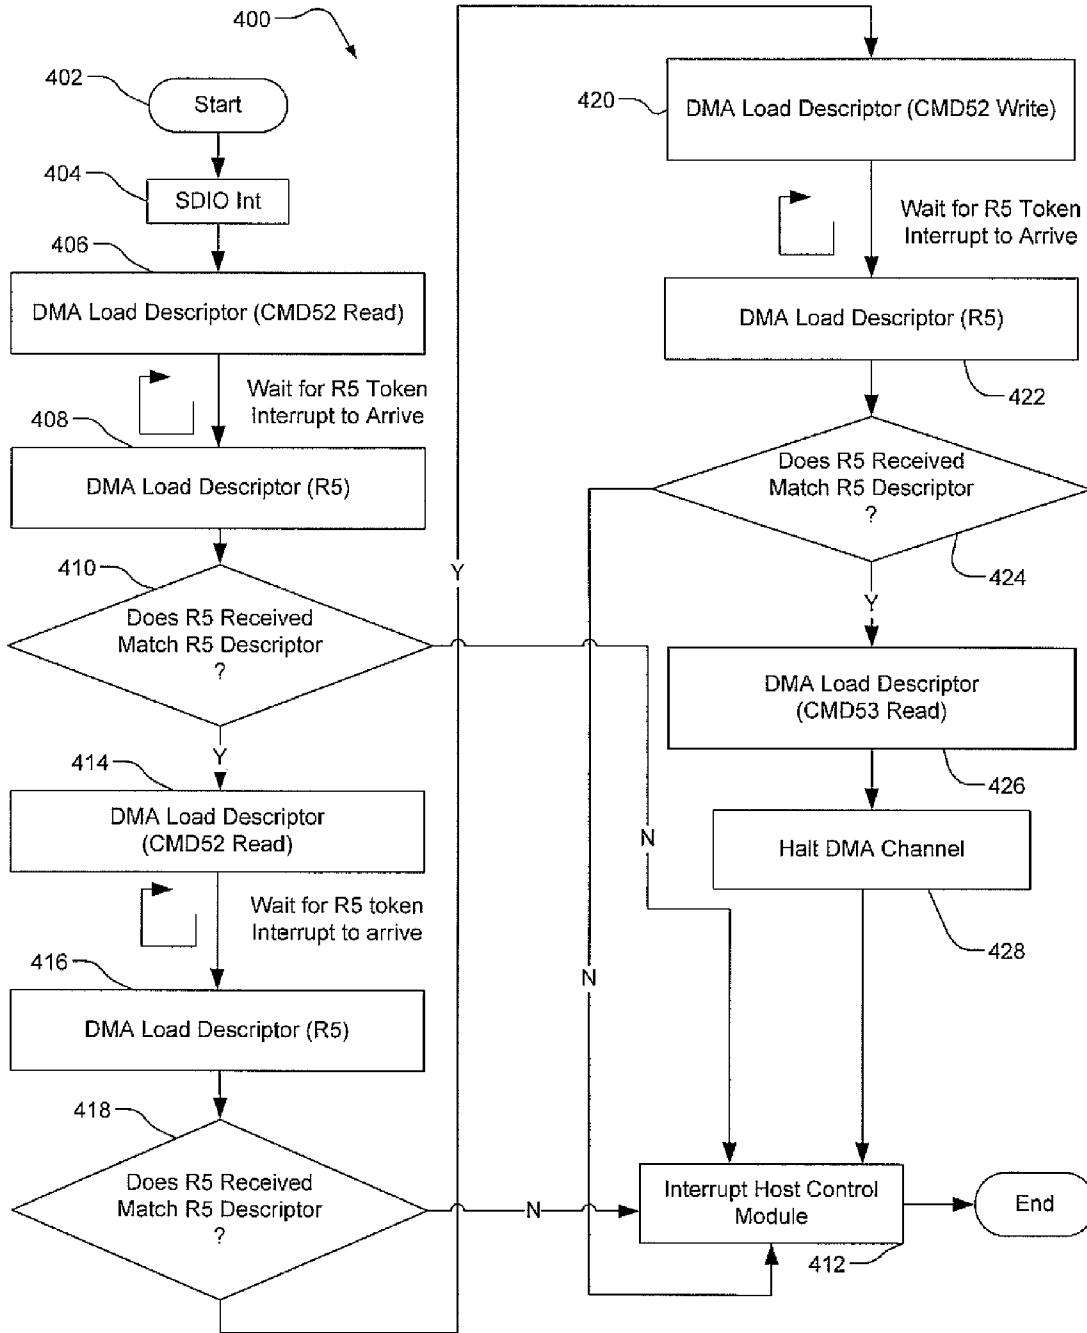 400
402
Start
404
SDIO Int
406
DMA Load Descriptor (CMD52 Read)
Wait for R5 Token
Interrupt to Arrive
408
DMA Load Descriptor (R5)
410
Does R5 Received
Match R5 Descriptor
?
Y
414
DMA Load Descriptor
(CMD52 Read)
Wait for R5 token
Interrupt to arrive
416
DMA Load Descriptor (R5)
418
Does R5 Received
Match R5 Descriptor
?
N
Y
420
DMA Load Descriptor (CMD52 Write)
Wait for R5 Token
Interrupt to Arrive
DMA Load Descriptor (R5)
422
Does R5 Received
Match R5 Descriptor
?
424
Y
DMA Load Descriptor
(CMD53 Read)
426
N
Halt DMA Channel
428
N
Interrupt Host Control
Module
412
End